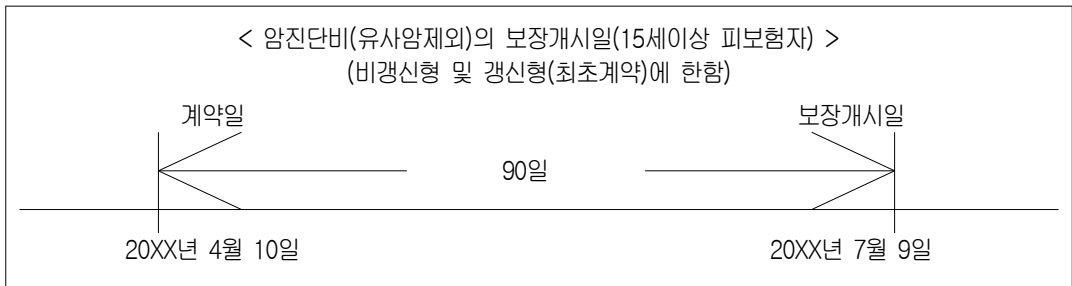 < 암진단비(유사암제외)의 보장개시일(15세이상 피보험자) >
(비갱신형 및 갱신형(최초계약)에 한함)
계약일 보장개시일
90일
20XX년 4월 10일 20XX년 7월 9일